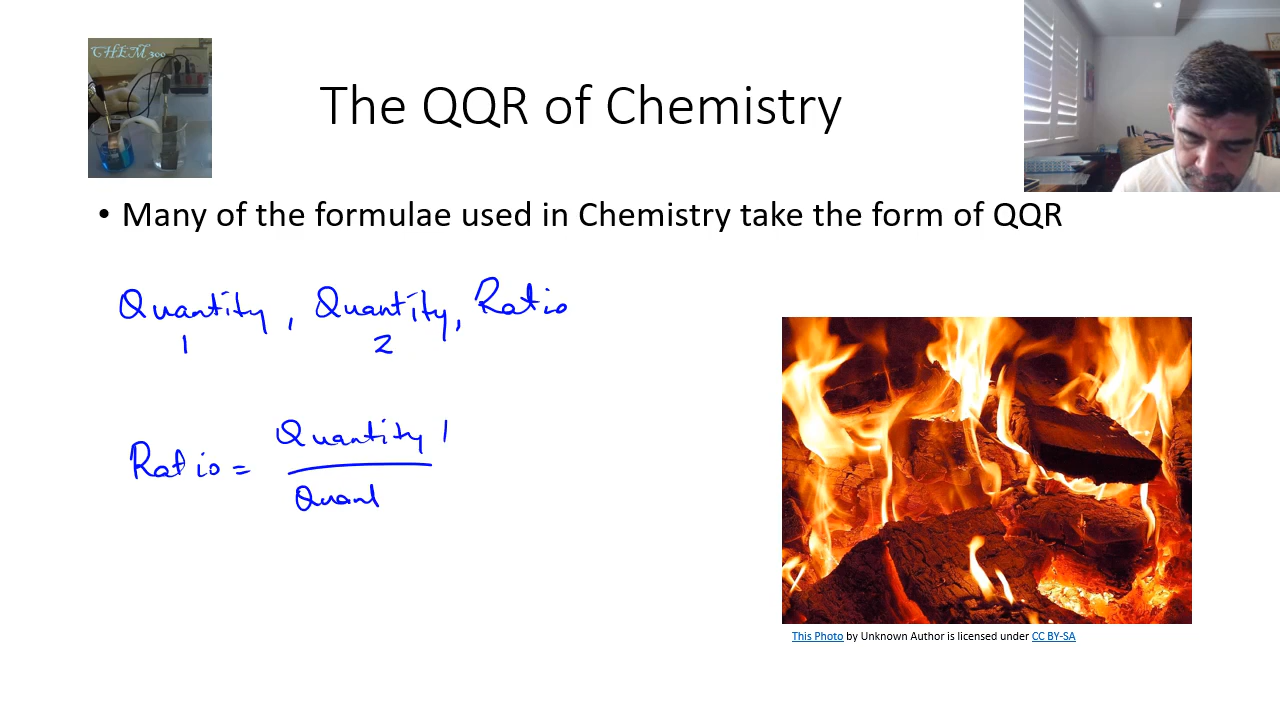 CHEM300
The QQR of Chemistry
• Many of the formulae used in Chemistry take the form of QQR
Quantity, Quantity, Ratio
1 2
Ratio = Quantity 1
Quant
This Photo by Unknown Author is licensed under CC BY-SA